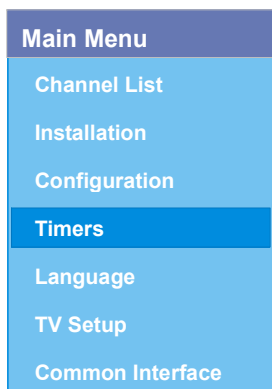 Main Menu
Channel List
Installation
Configuration
Timers
Language
TV Setup
Common Interface